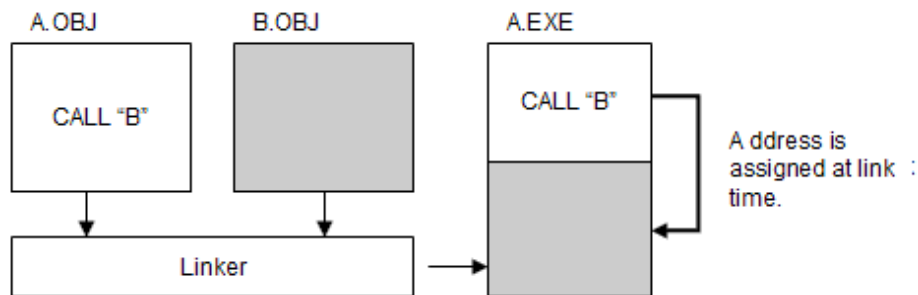 A.OBJ
B.OBJ
A.EXE
CALL “B”
CALL “B”
A ddress is
assigned at link :
time.
Linker